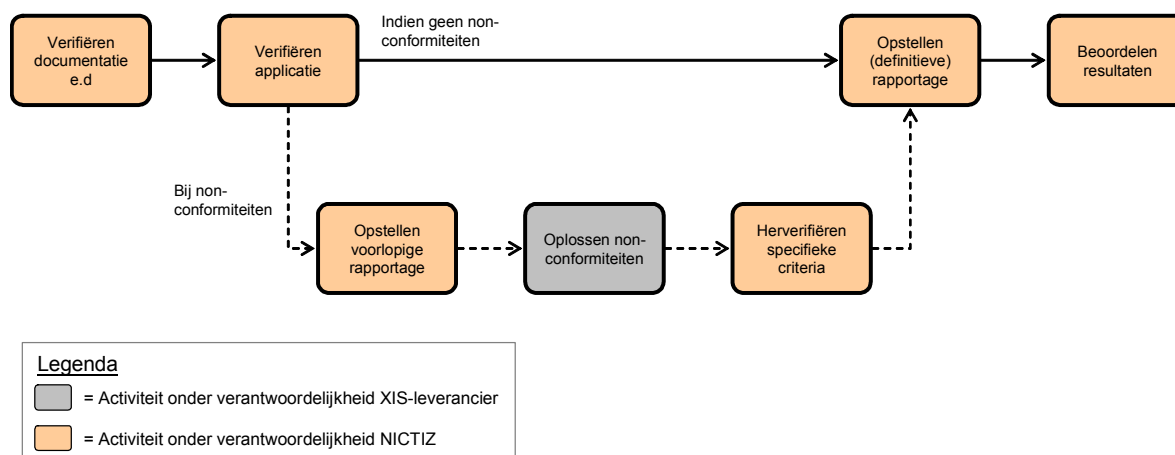 Verifiëren
documentatie
e.d
Verifiëren
applicatie
Indien geen non-
conformiteiten
Opstellen
(definitieve)
rapportage
Beoordelen
resultaten
Bij non-
conformiteiten
Opstellen
voorlopige
rapportage
Oplossen non-
conformiteiten
Herverifiëren
specifieke
criteria
Legenda
= Activiteit onder verantwoordelijkheid XIS-leverancier
= Activiteit onder verantwoordelijkheid NICTIZ